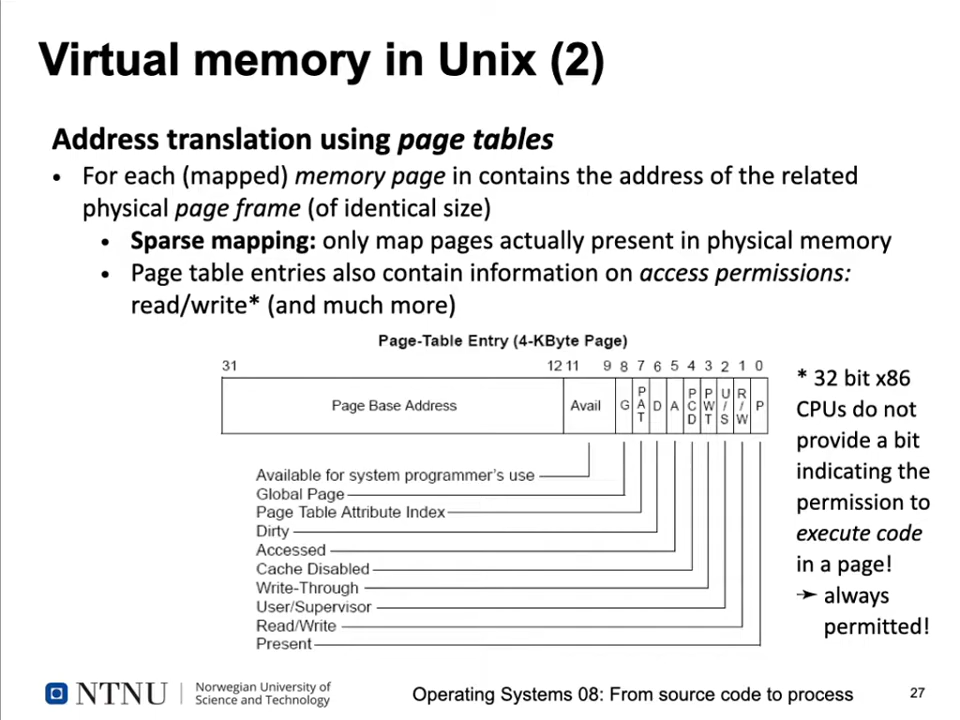 Virtual memory in Unix (2)
Address translation using page tables
• For each (mapped) memory page in contains the address of the related
physical page frame (of identical size)
• Sparse mapping: only map pages actually present in physical memory
• Page table entries also contain information on access permissions:
read/write* (and much more)
Page-Table Entry (4-KByte Page)
31 12 11 9 8 7 6 5 4 3 2 1 0
Page Base Address Avail G PAT D A PCD PWT U/S R/W P
Available for system programmer's use
Global Page
Page Table Attribute Index
Dirty
Accessed
Cache Disabled
Write-Through
User/Supervisor
Read/Write
Present
* 32 bit x86
CPUs do not
provide a bit
indicating the
permission to
execute code
in a page!
➛ always
permitted!
NTNU
Norwegian University of
Science and Technology
Operating Systems 08: From source code to process
27